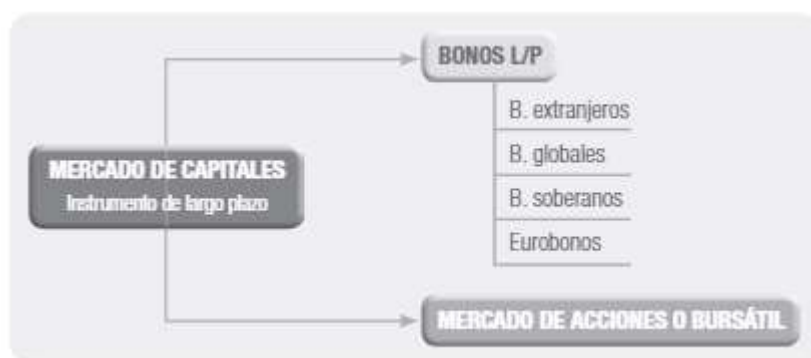 BONOS L/P
B. extranjeros
B. globales
B. soberanos
Eurobonos
MERCADO DE CAPITALES
Instrumento de largo plazo
MERCADO DE ACCIONES O BURSÁTIL